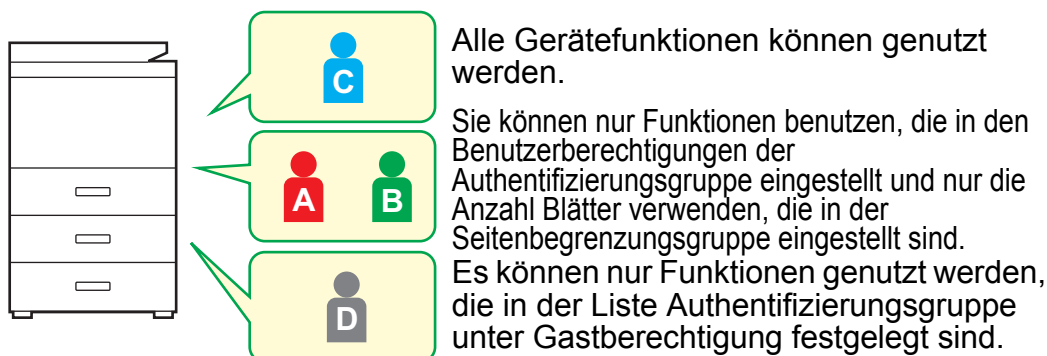 C
Alle Gerätefunktionen können genutzt
werden.
A B
Sie können nur Funktionen benutzen, die in den
Benutzerberechtigungen der
Authentifizierungsgruppe eingestellt und nur die
Anzahl Blätter verwenden, die in der
Seitenbegrenzungsgruppe eingestellt sind.
D
Es können nur Funktionen genutzt werden,
die in der Liste Authentifizierungsgruppe
unter Gastberechtigung festgelegt sind.